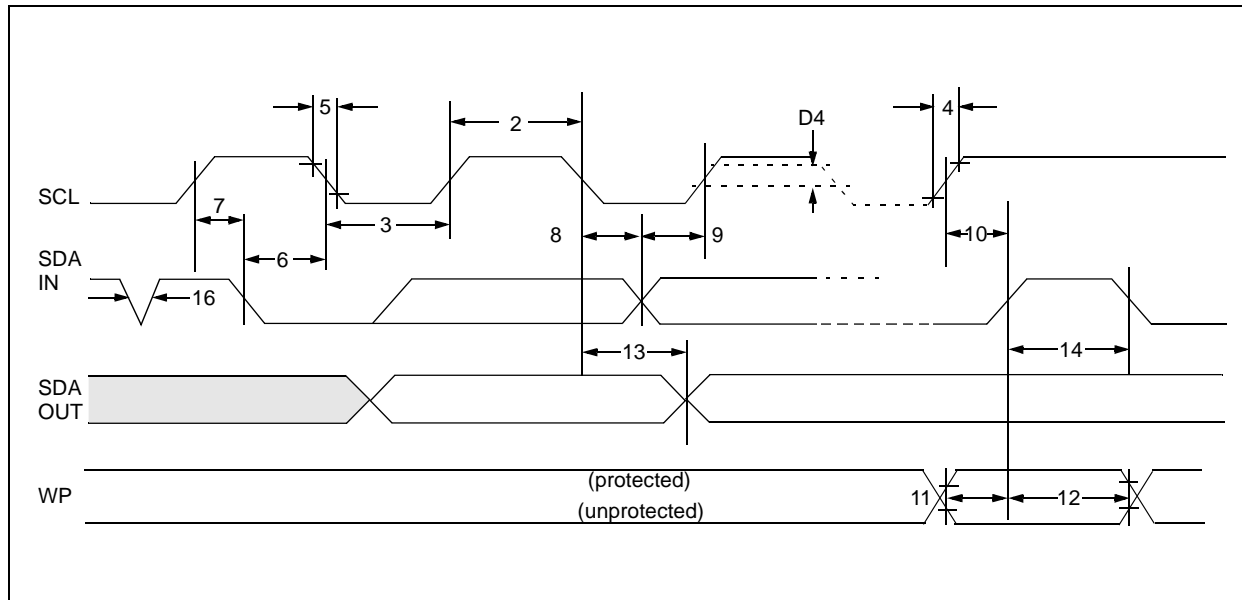 5
2
D4
4
SCL
7
3
8
9
10
SDA
IN
6
16
13
14
SDA
OUT
WP
(protected)
(unprotected)
11
12